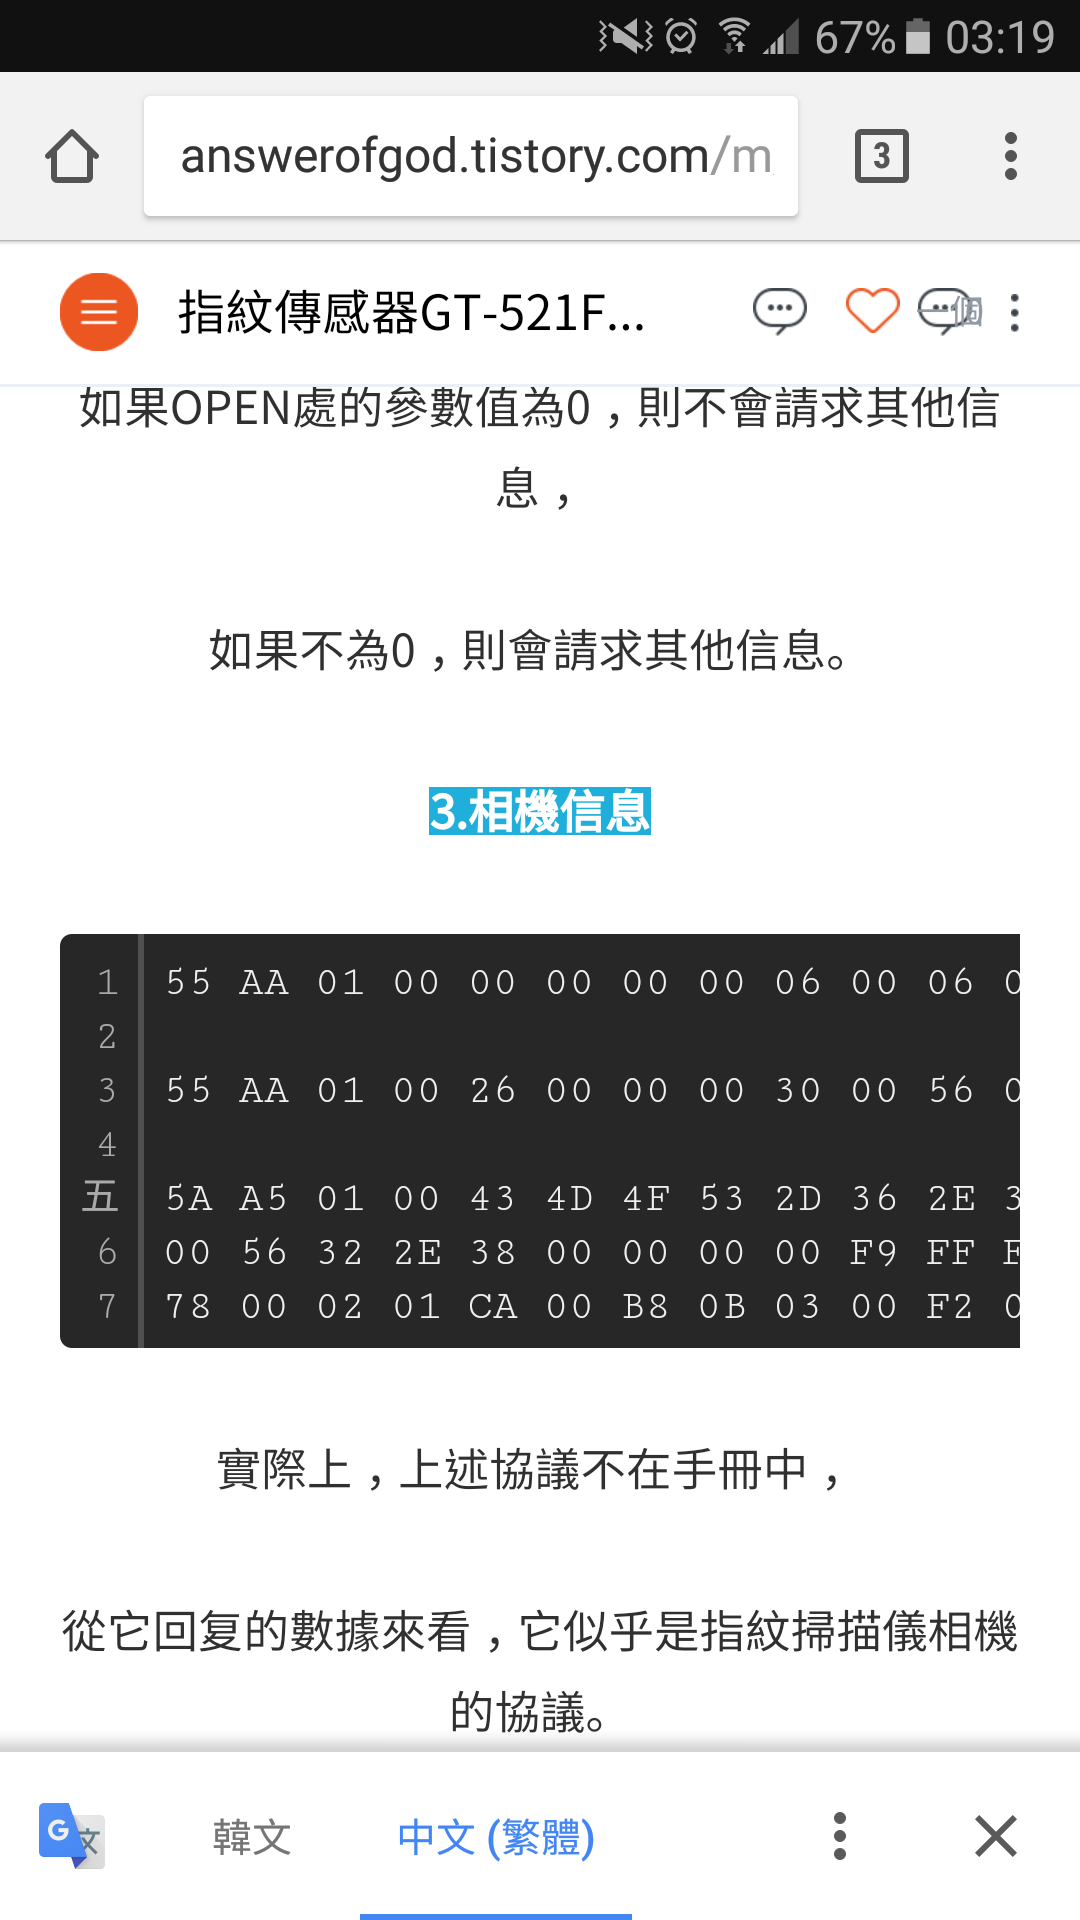 67% 03:19
answerofgod.tistory.com/m
3
指紋傳感器GT-521F...
一個
如果OPEN處的參數值為0，則不會請求其他信
息，
如果不為0，則會請求其他信息。
3.相機信息
1 55 AA 01 00 00 00 00 00 06 00 06
2
3 55 AA 01 00 26 00 00 00 30 00 56
4
五 5A A5 01 00 43 4D 4F 53 2D 36 2E
6 00 56 32 2E 38 00 00 00 00 F9 FF
7 78 00 02 01 CA 00 B8 0B 03 00 F2
實際上，上述協議不在手冊中，
從它回复的數據來看，它似乎是指紋掃描儀相機
的協議。
G 文 韓文 中文 (繁體)